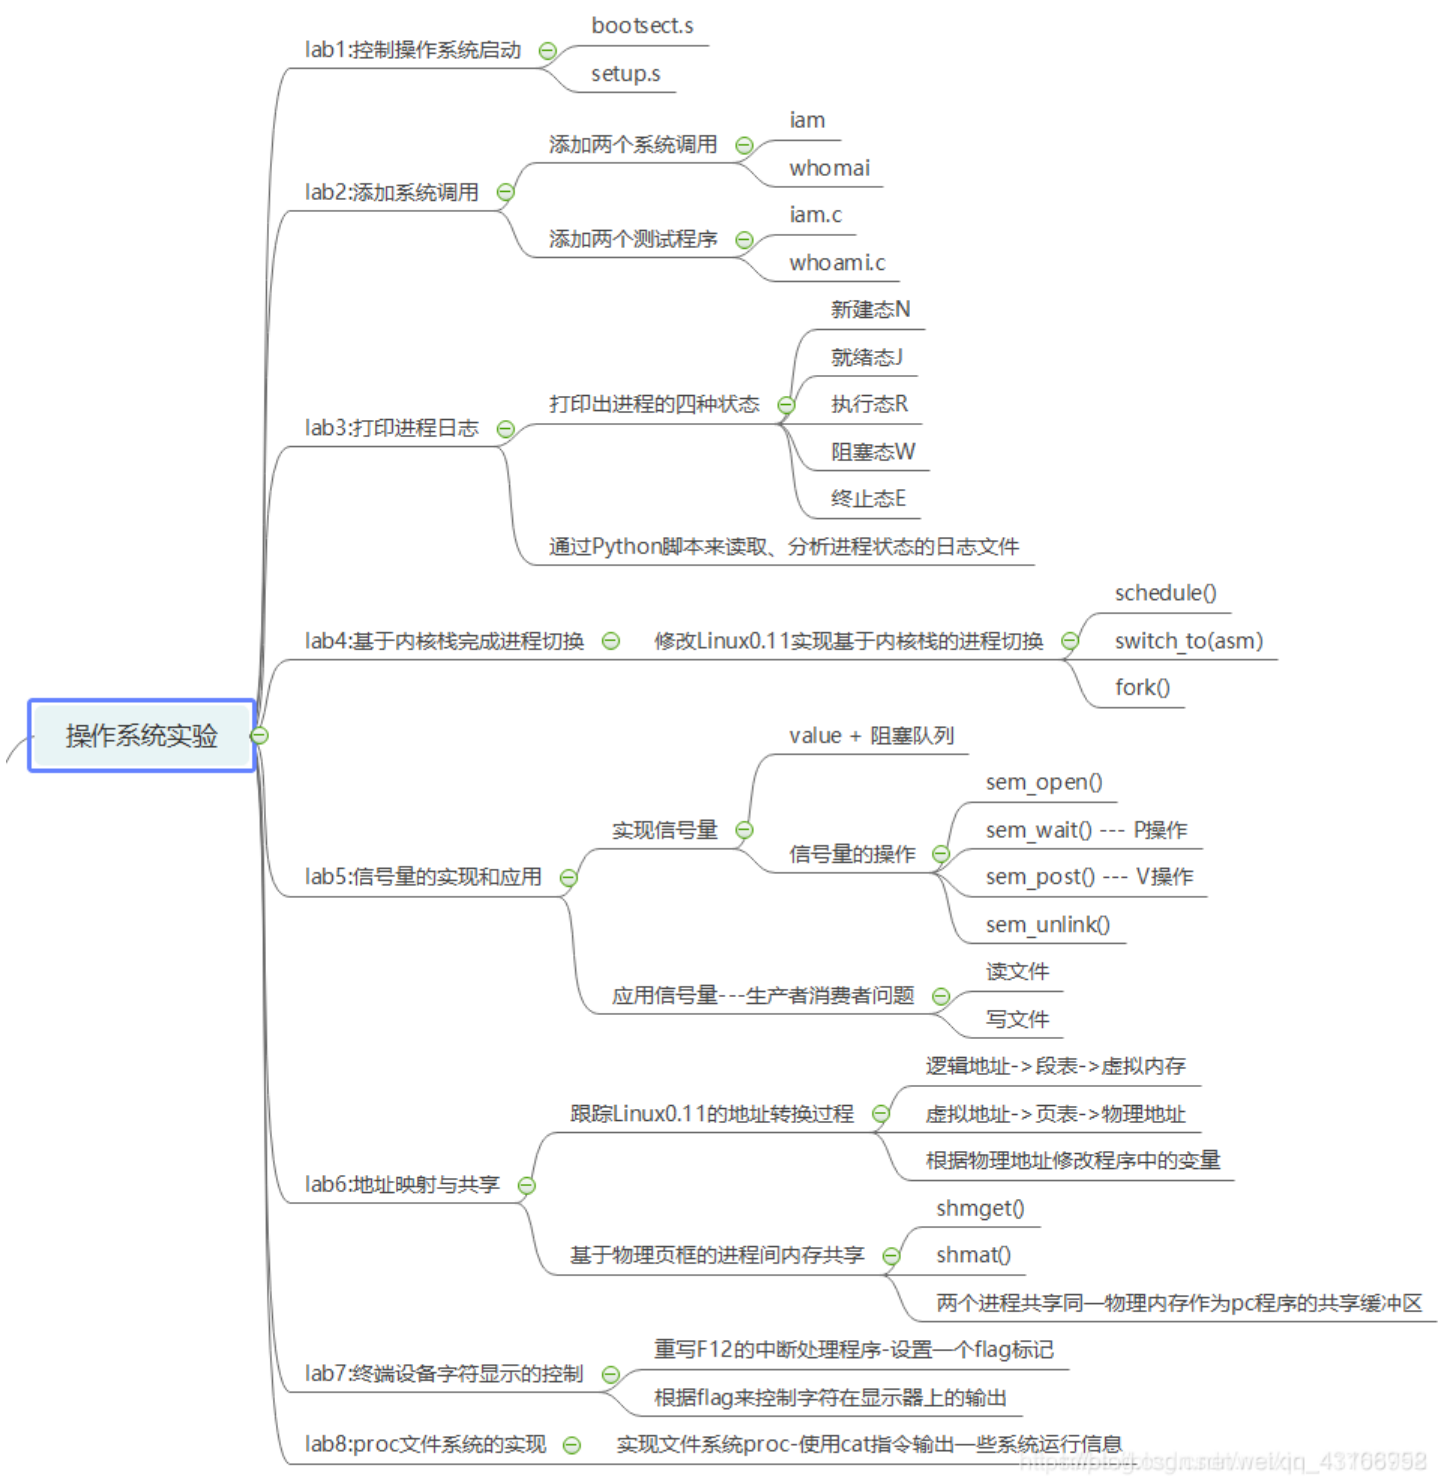 操作系统实验
lab1:控制操作系统启动
bootsect.s
setup.s
lab2:添加系统调用
添加两个系统调用
iam
whomai
添加两个测试程序
iam.c
whoami.c
lab3:打印进程日志
打印出进程的四种状态
新建态N
就绪态J
执行态R
阻塞态W
终止态E
通过Python脚本来读取、分析进程状态的日志文件
lab4:基于内核栈完成进程切换
修改Linux0.11实现基于内核栈的进程切换
schedule()
switch_to(asm)
fork()
lab5:信号量的实现和应用
实现信号量
value + 阻塞队列
信号量的操作
sem_open()
sem_wait() --- P操作
sem_post() --- V操作
sem_unlink()
应用信号量---生产者消费者问题
读文件
写文件
lab6:地址映射与共享
跟踪Linux0.11的地址转换过程
逻辑地址->段表->虚拟内存
虚拟地址->页表->物理地址
根据物理地址修改程序中的变量
基于物理页框的进程间内存共享
shmget()
shmat()
两个进程共享同一物理内存作为pc程序的共享缓冲区
lab7:终端设备字符显示的控制
重写F12的中断处理程序-设置一个flag标记
根据flag来控制字符在显示器上的输出
lab8:proc文件系统的实现
实现文件系统proc-使用cat指令输出一些系统运行信息